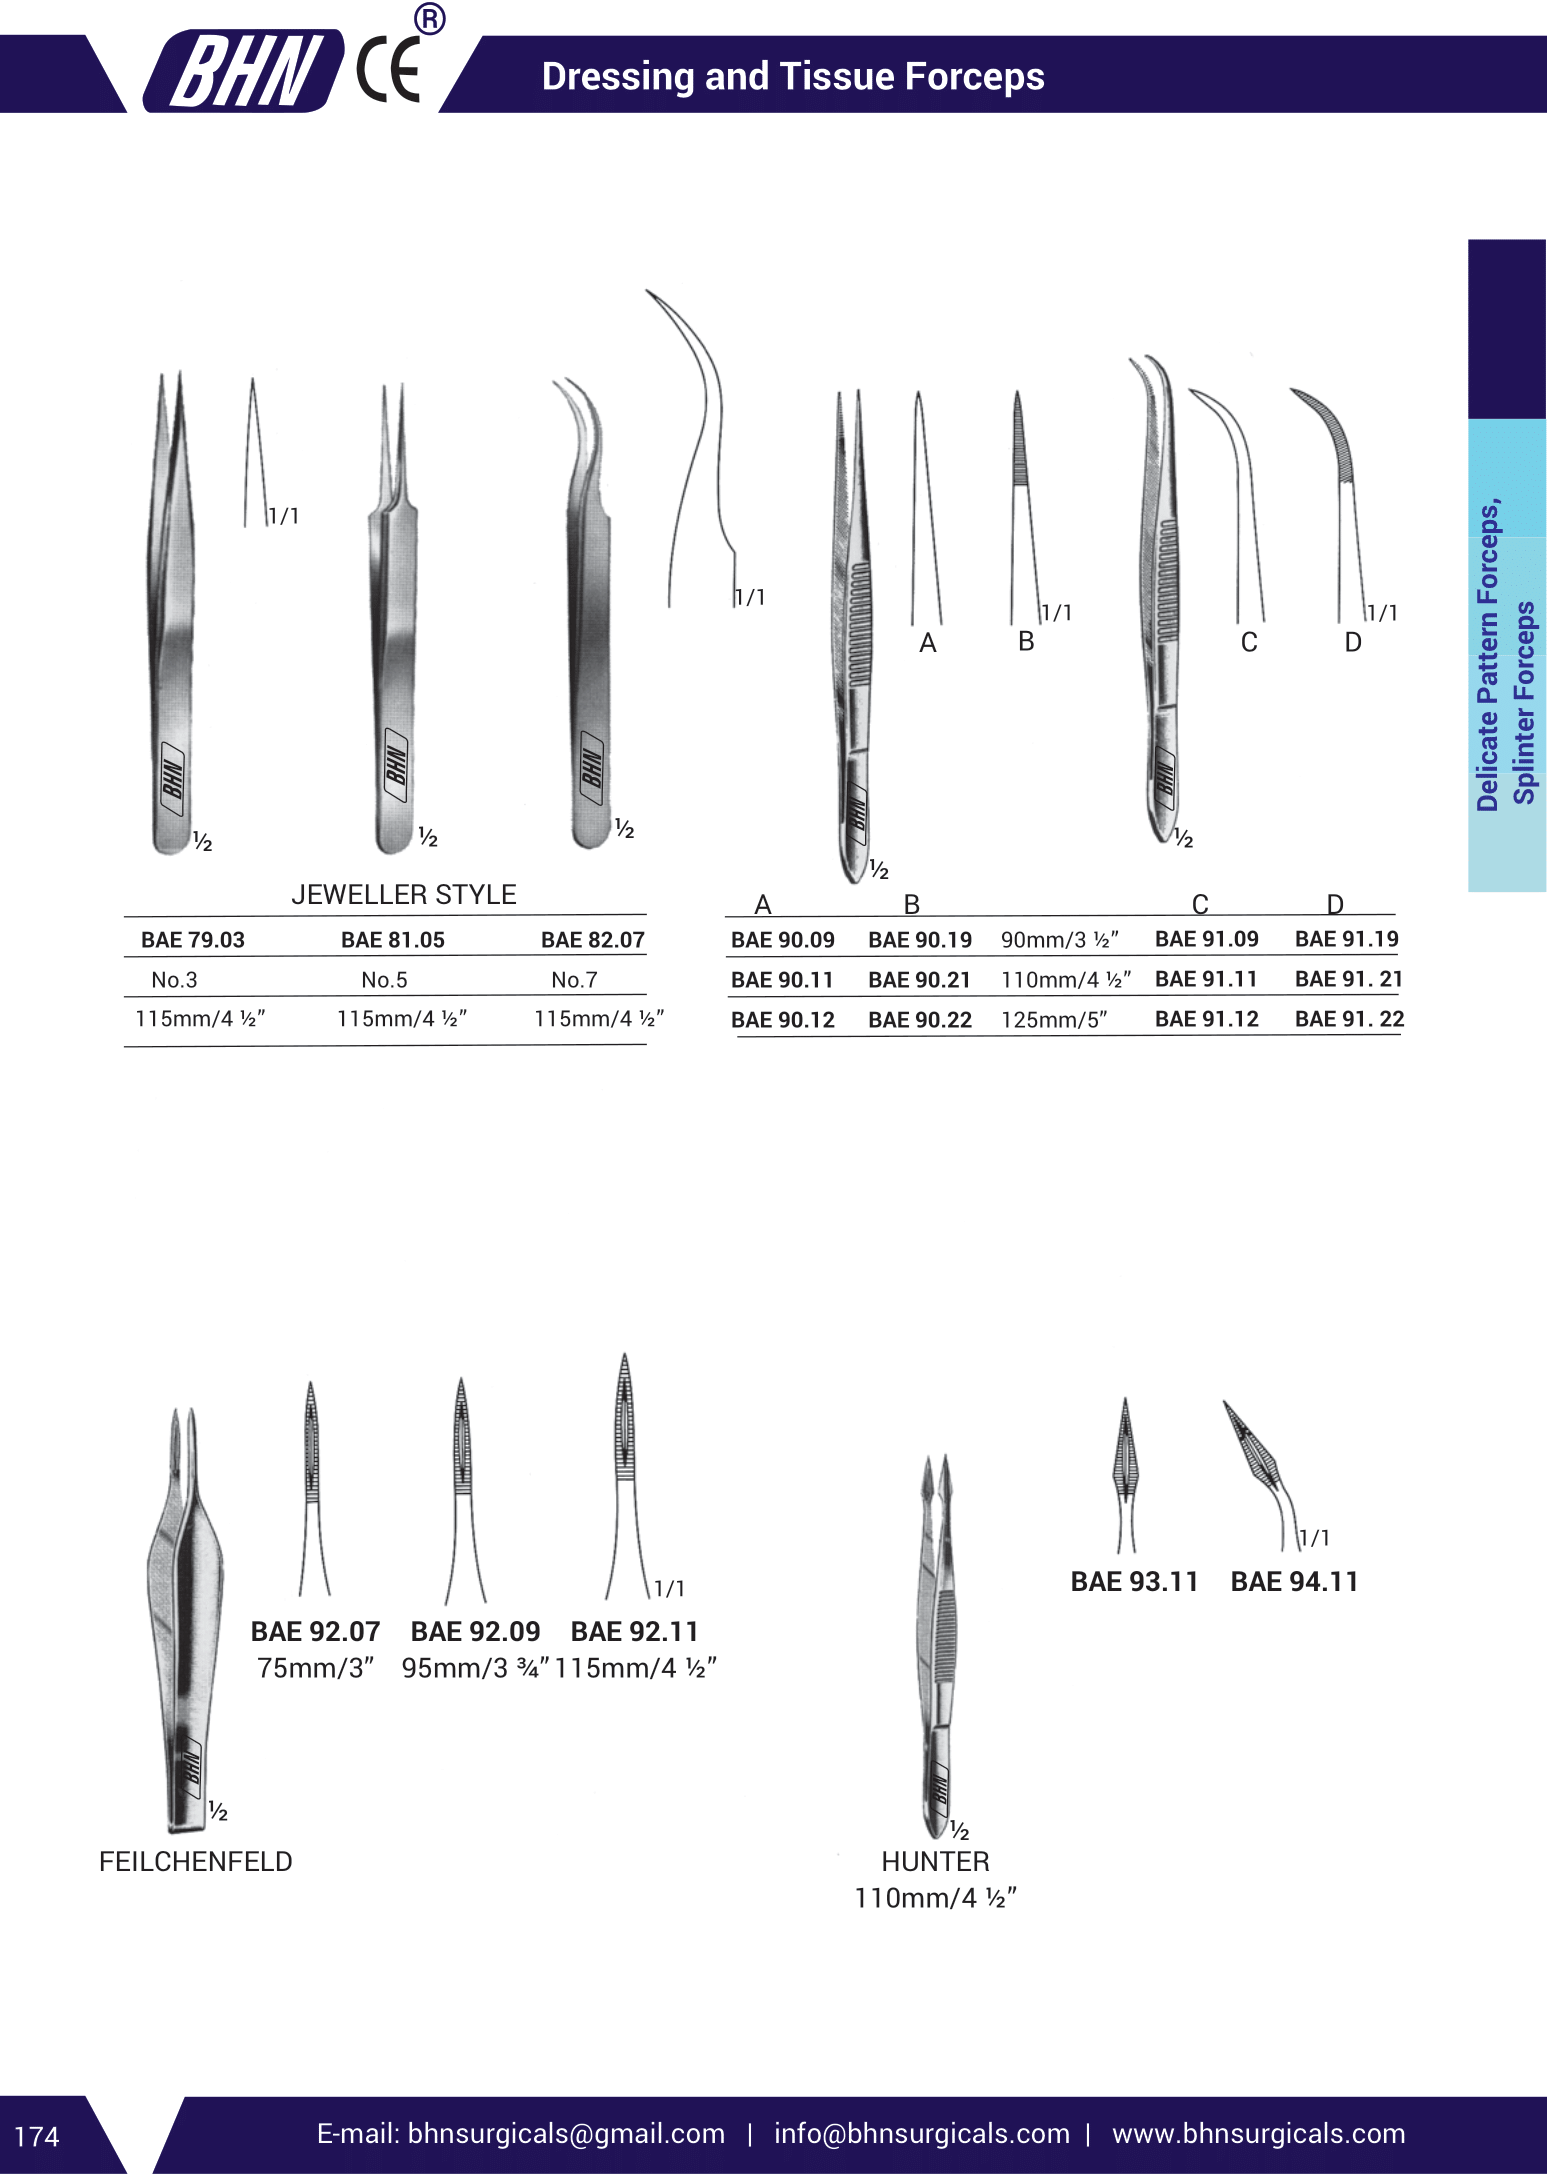 BHN CE ®
Dressing and Tissue Forceps
Delicate Pattern Forceps,
Splinter Forceps
1/1
1/1
1/1
1/1
A
B
C
D
BHN
BHN
BHN
BHN
BHN
½
½
½
½
½
JEWELLER STYLE
BAE 79.03 BAE 81.05 BAE 82.07
No.3 No.5 No.7
115mm/4 ½” 115mm/4 ½” 115mm/4 ½”
A B C D
BAE 90.09 BAE 90.19 90mm/3 ½” BAE 91.09 BAE 91.19
BAE 90.11 BAE 90.21 110mm/4 ½” BAE 91.11 BAE 91. 21
BAE 90.12 BAE 90.22 125mm/5” BAE 91.12 BAE 91. 22
1/1
BAE 92.07 BAE 92.09 BAE 92.11
75mm/3” 95mm/3 ¾” 115mm/4 ½”
BHN
½
FEILCHENFELD
1/1
BAE 93.11 BAE 94.11
BHN
½
HUNTER
110mm/4 ½”
174
E-mail: bhnsurgicals@gmail.com | info@bhnsurgicals.com | www.bhnsurgicals.com